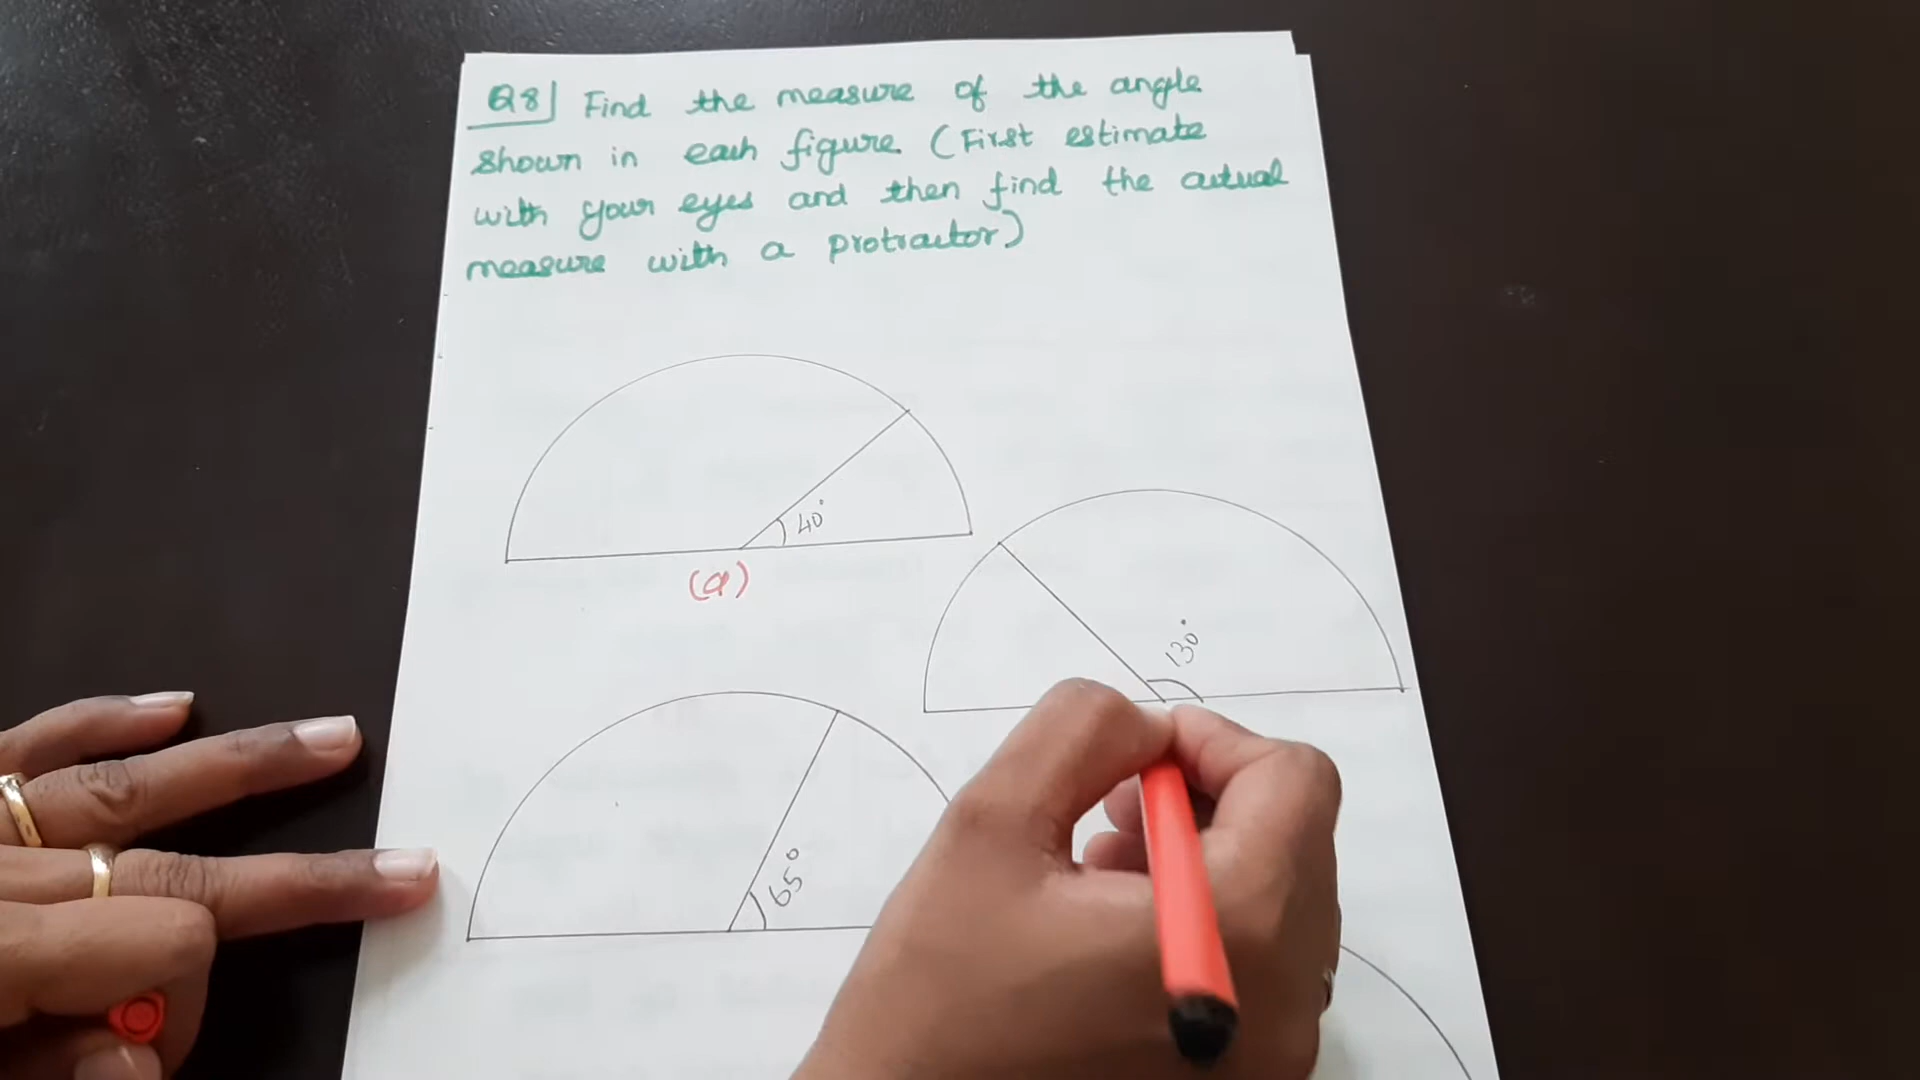 Q8 Find the measure of the angle
shown in each figure (First estimate
with your eyes and then find the actual
measure with a protractor)
40°
(a)
130°
65°